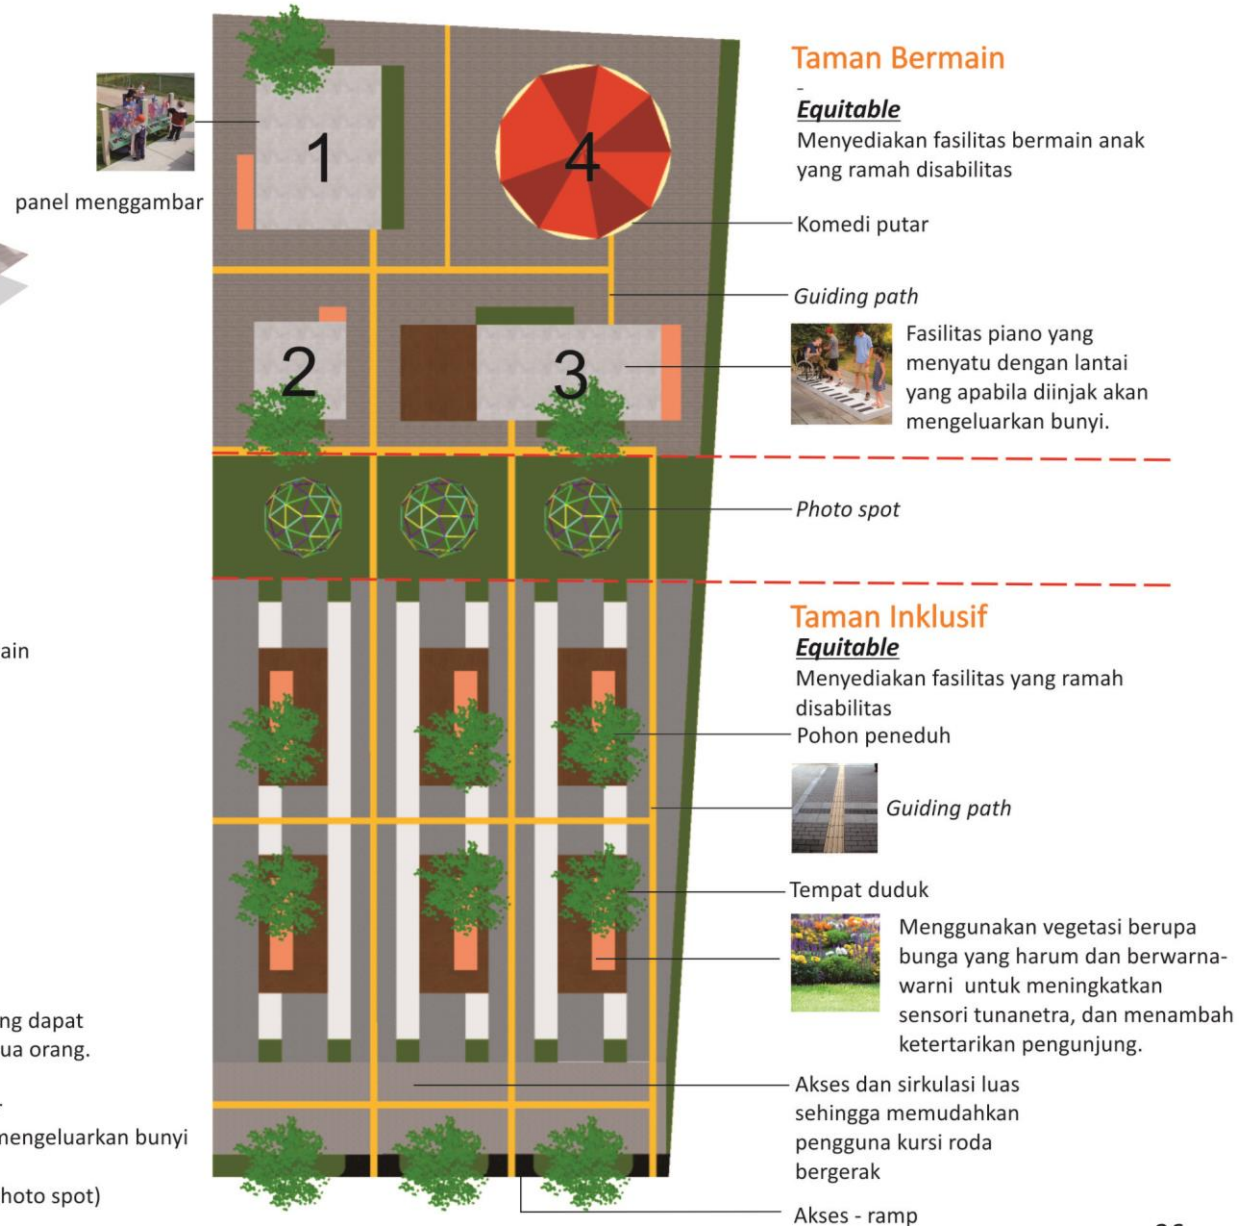 Taman Bermain
-
Equitable
Menyediakan fasilitas bermain anak
yang ramah disabilitas
1
4
panel menggambar
Komedi putar
Guiding path
2
3
Fasilitas piano yang
menyatu dengan lantai
yang apabila diinjak akan
mengeluarkan bunyi.
Photo spot
Taman Inklusif
Equitable
Menyediakan fasilitas yang ramah
disabilitas
Pohon peneduh
Guiding path
Tempat duduk
Menggunakan vegetasi berupa
bunga yang harum dan berwarna-
warni untuk meningkatkan
sensori tunanetra, dan menambah
ketertarikan pengunjung.
Akses dan sirkulasi luas
sehingga memudahkan
pengguna kursi roda
bergerak
Akses - ramp
ain
ng dapat
ua orang.
mengeluarkan bunyi
hoto spot)